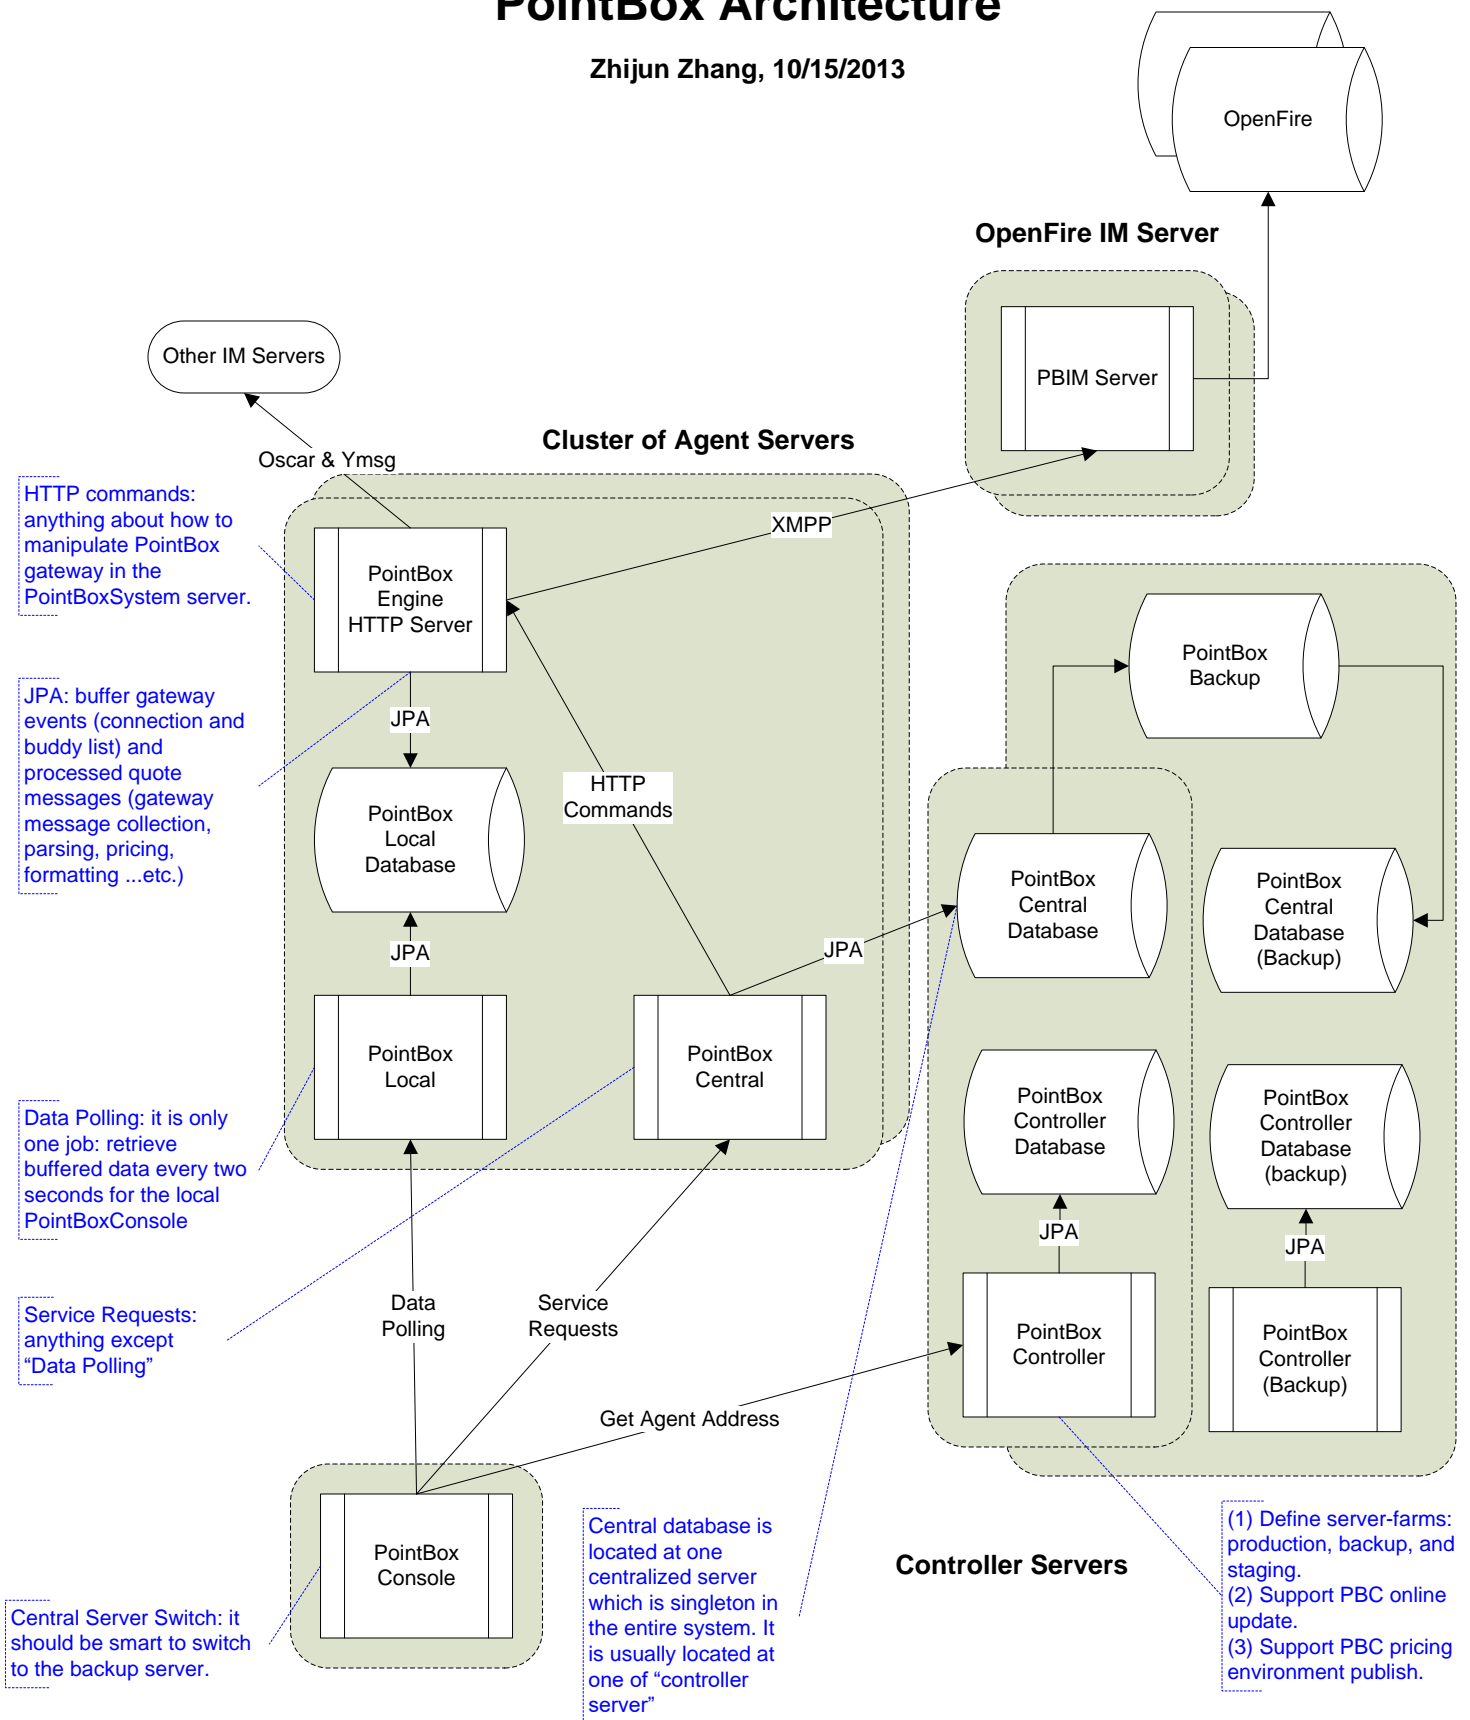 PointBox Architecture
Zhijun Zhang, 10/15/2013
OpenFire
OpenFire IM Server
PBIM Server
Other IM Servers
Oscar & Ymsg
Cluster of Agent Servers
XMPP
HTTP commands:
anything about how to
manipulate PointBox
gateway in the
PointBoxSystem server.
PointBox
Engine
HTTP Server
JPA: buffer gateway
events (connection and
buddy list) and
processed quote
messages (gateway
message collection,
parsing, pricing,
formatting ...etc.)
JPA
PointBox
Local
Database
HTTP
Commands
JPA
PointBox
Local
PointBox
Central
JPA
PointBox
Backup
PointBox
Central
Database
PointBox
Central
Database
(Backup)
PointBox
Controller
Database
PointBox
Controller
Database
(backup)
JPA
JPA
PointBox
Controller
PointBox
Controller
(Backup)
Data Polling: it is only
one job: retrieve
buffered data every two
seconds for the local
PointBoxConsole
Service Requests:
anything except
“Data Polling”
Data
Polling
Service
Requests
Get Agent Address
PointBox
Console
Central Server Switch: it
should be smart to switch
to the backup server.
Central database is
located at one
centralized server
which is singleton in
the entire system. It
is usually located at
one of “controller
server”
Controller Servers
(1) Define server-farms:
production, backup, and
staging.
(2) Support PBC online
update.
(3) Support PBC pricing
environment publish.